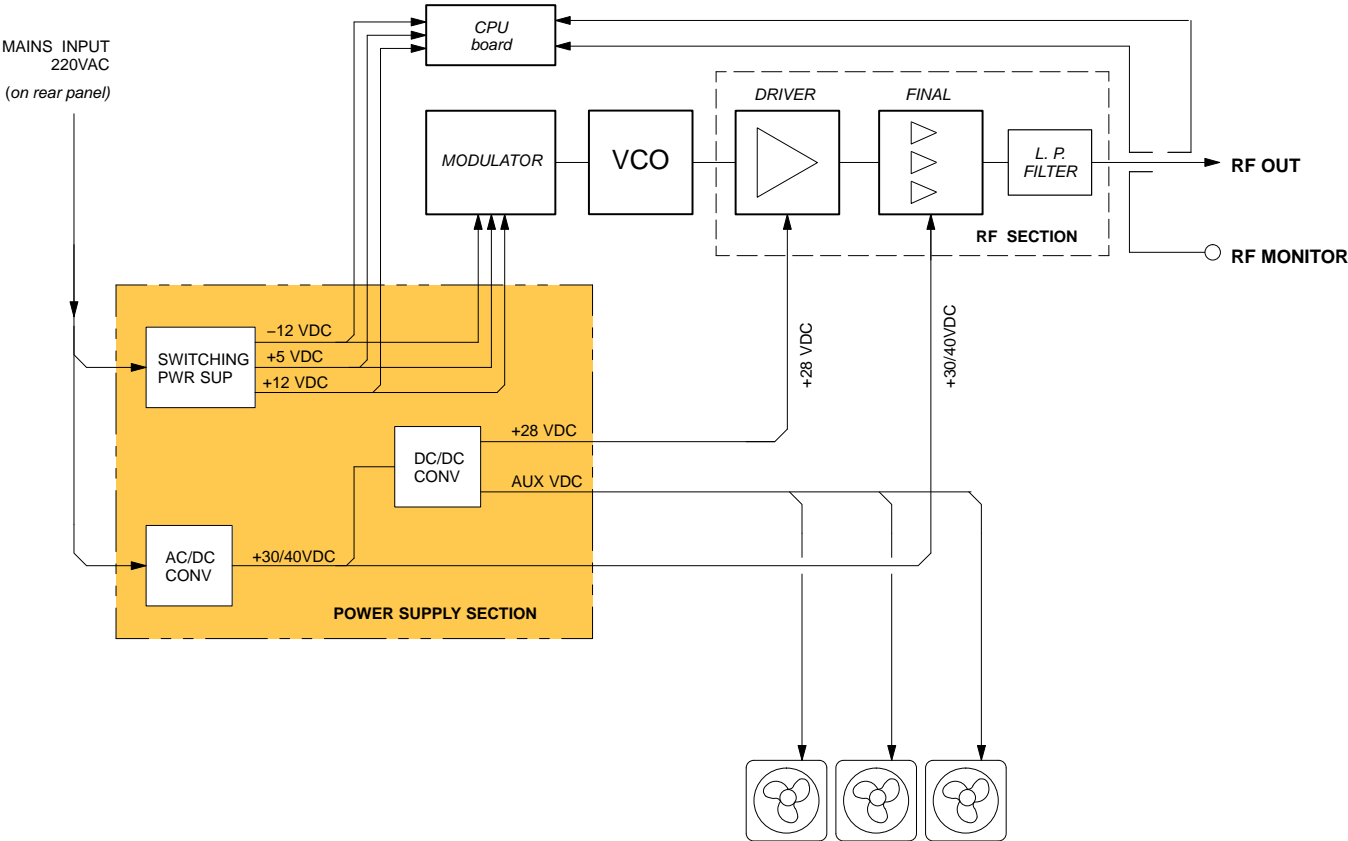 MAINS INPUT
220VAC
(on rear panel)
CPU
board
DRIVER
FINAL
MODULATOR
VCO
L. P.
FILTER
RF OUT
RF SECTION
RF MONITOR
SWITCHING
PWR SUP
–12 VDC
+5 VDC
+12 VDC
+28 VDC
+30/40VDC
DC/DC
CONV
+28 VDC
AUX VDC
AC/DC
CONV
+30/40VDC
POWER SUPPLY SECTION